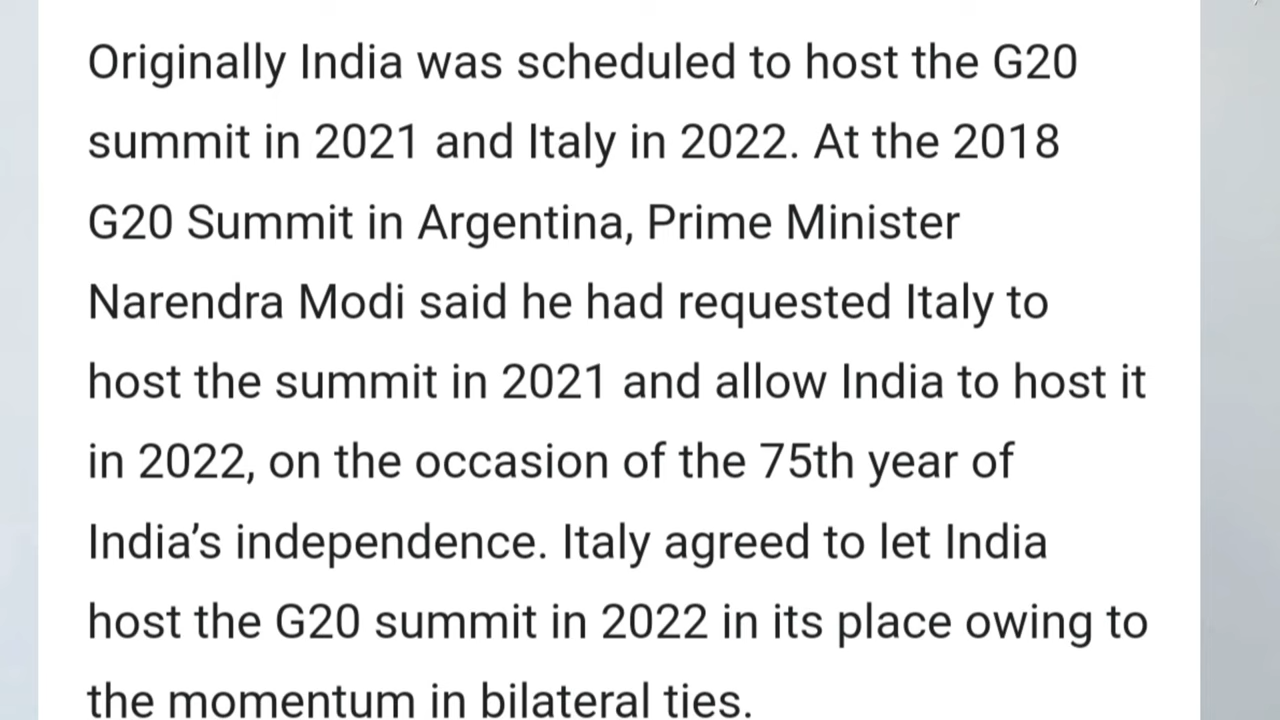 Originally India was scheduled to host the G20
summit in 2021 and Italy in 2022. At the 2018
G20 Summit in Argentina, Prime Minister
Narendra Modi said he had requested Italy to
host the summit in 2021 and allow India to host it
in 2022, on the occasion of the 75th year of
India’s independence. Italy agreed to let India
host the G20 summit in 2022 in its place owing to
the momentum in bilateral ties.